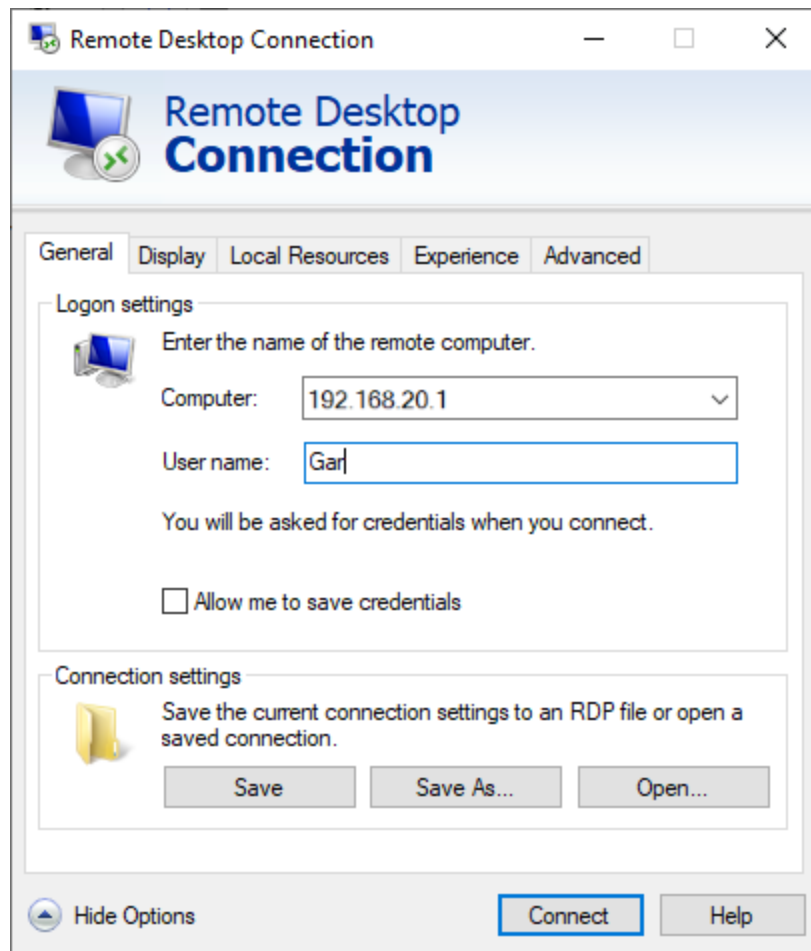 Remote Desktop Connection
Remote Desktop
Connection
General Display Local Resources Experience Advanced
Logon settings
Enter the name of the remote computer.
Computer: 192.168.20.1
User name: Gar
You will be asked for credentials when you connect.
Allow me to save credentials
Connection settings
Save the current connection settings to an RDP file or open a
saved connection.
Save Save As... Open...
Hide Options Connect Help